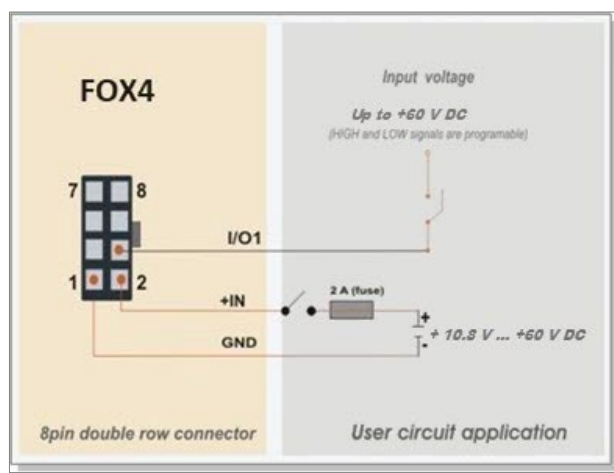 FOX4
Input voltage
Up to +60 V DC
(HIGH and LOW signals are programable)
7
8
I/O1
1
2
+IN
2 A (fuse)
+
+ 10.8 V ... +60 V DC
-
GND
8pin double row connector
User circuit application